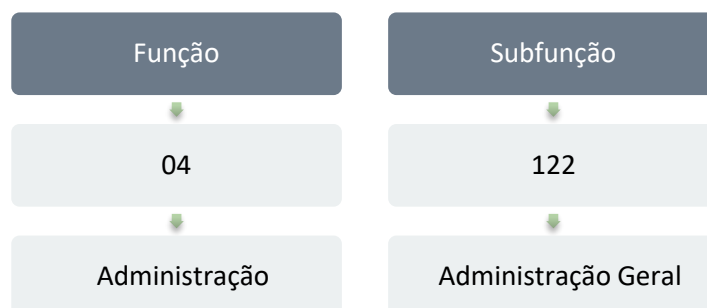 Função
04
Administração
Subfunção
122
Administração Geral